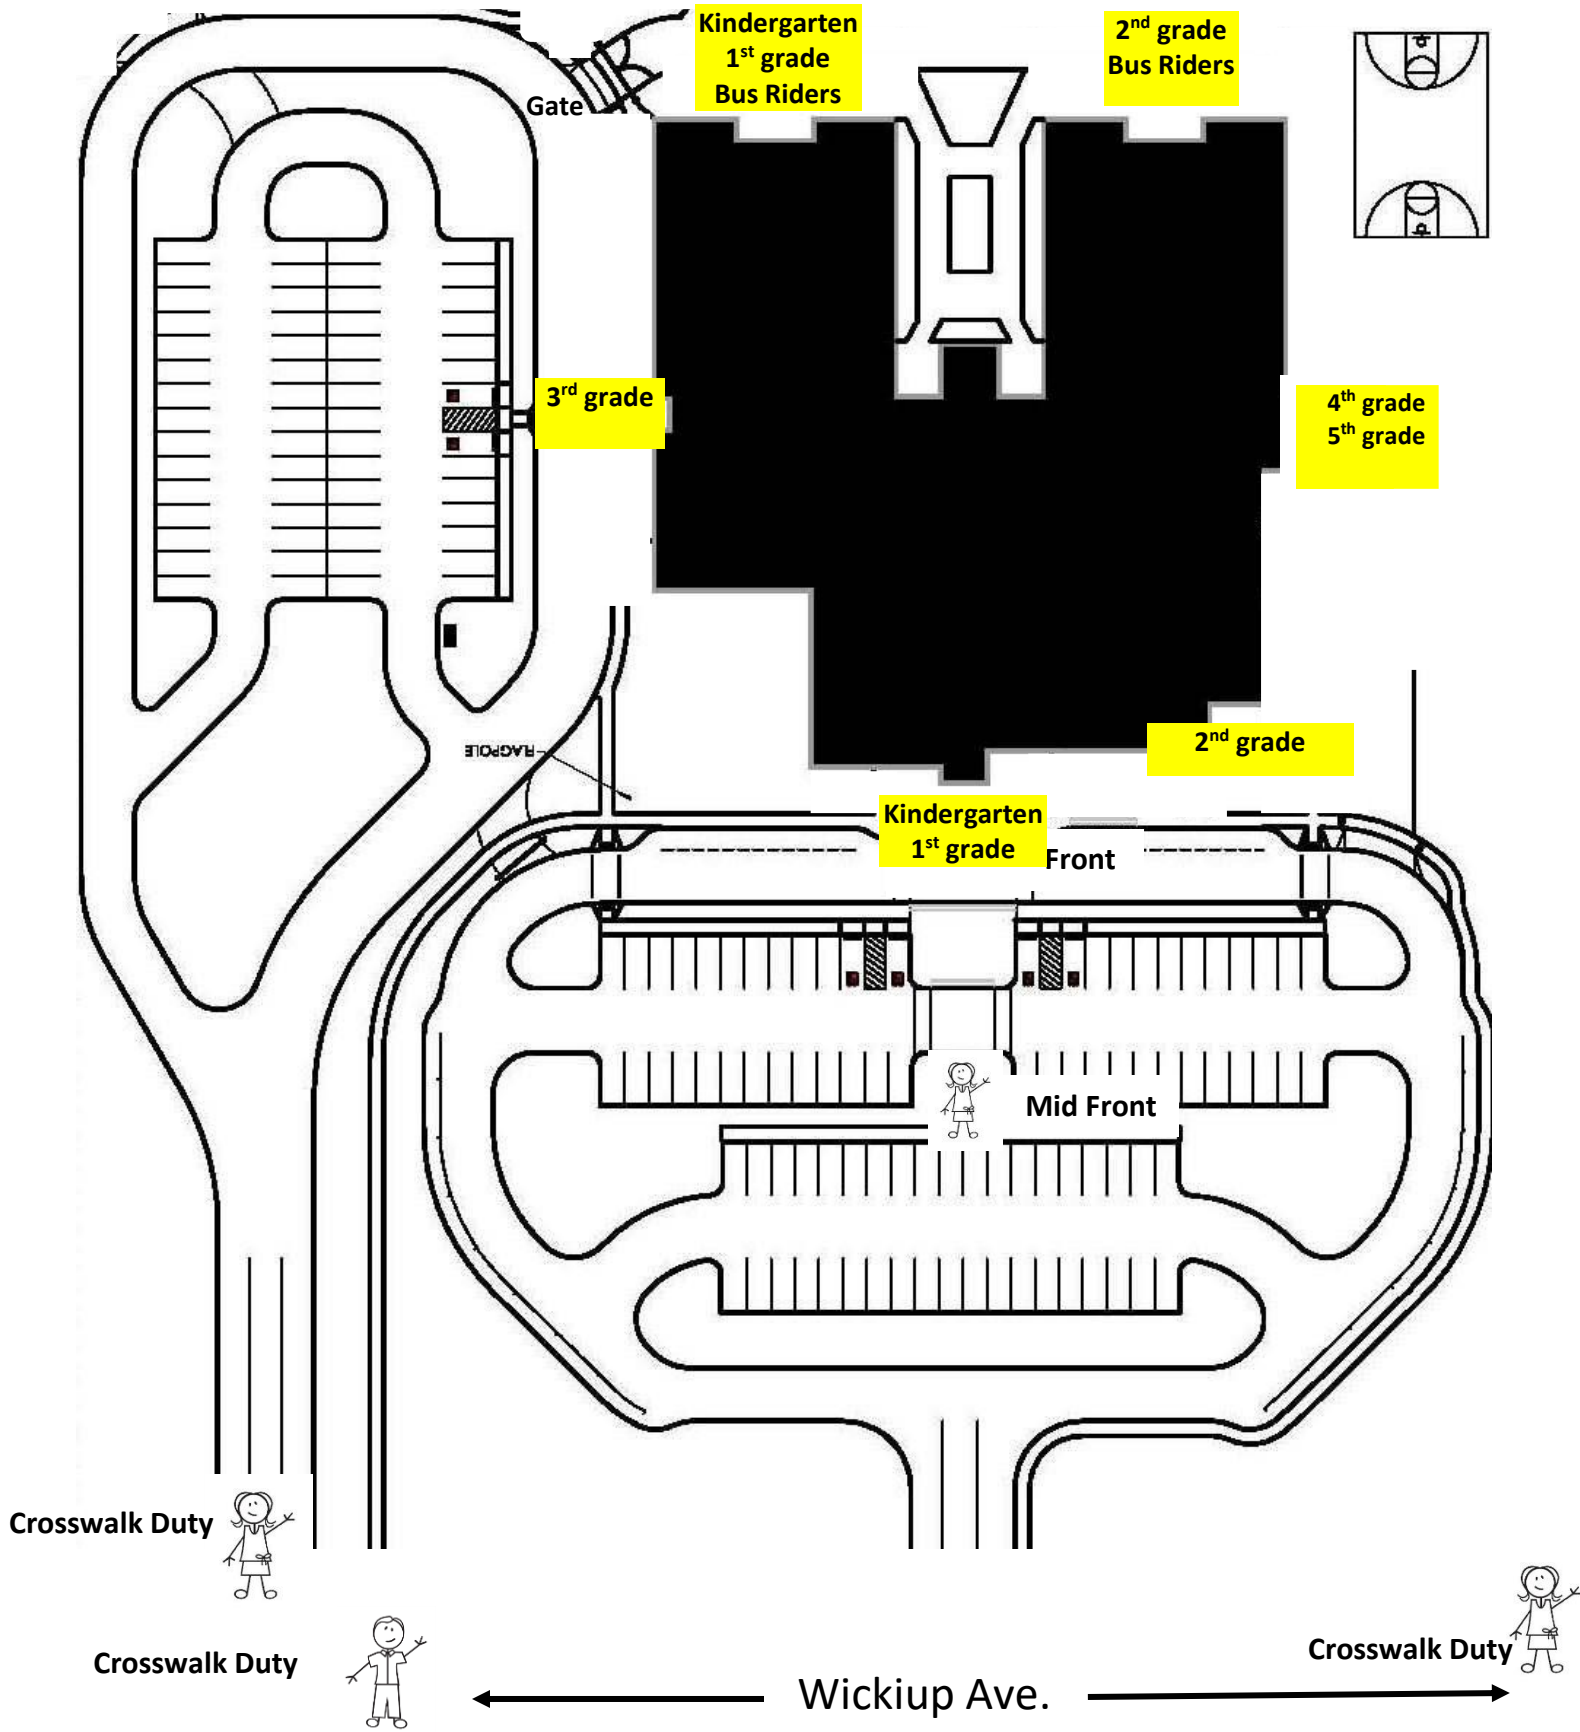 Kindergarten
1st grade
Bus Riders
2nd grade
Bus Riders
Gate
3rd grade
4th grade
5th grade
FLAGPOLE
2nd grade
Kindergarten
1st grade
Front
Mid Front
Crosswalk Duty
Crosswalk Duty
Crosswalk Duty
Wickiup Ave.